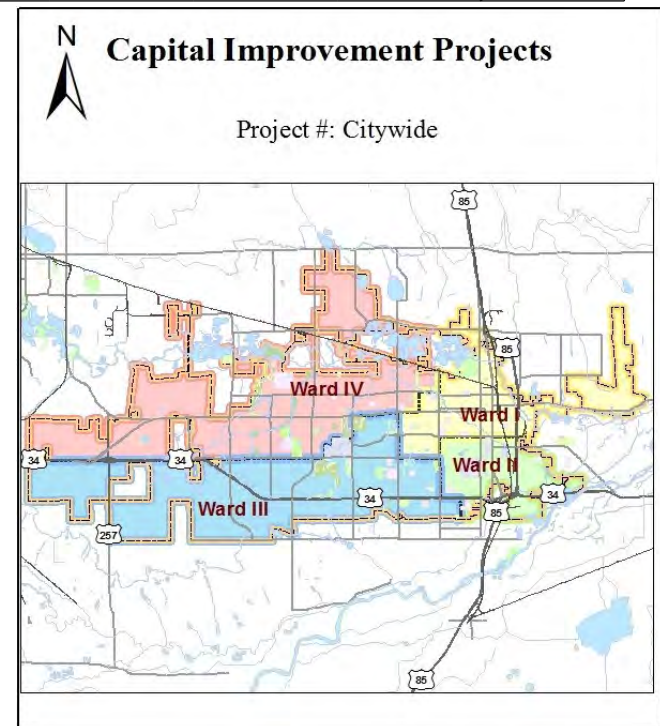 N
Capital Improvement Projects
Project #: Citywide
85
85
Ward IV
Ward I
34
34
Ward II
34
34
Ward III
85
257
85